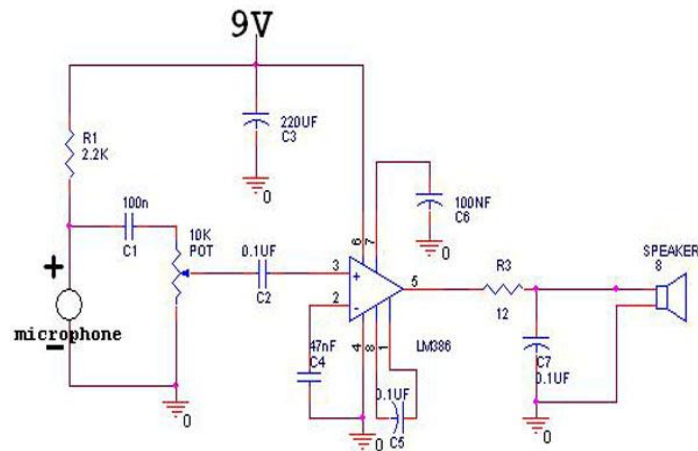 9V
R1
2.2K
220UF
C3
0
100n
C1
10K
POT
0.1UF
C2
+
microphone
-
0
6
7
100NF
C6
0
3
+
2
-
5
4
8
1
LM386
47nF
C4
0.1UF
C5
0
R3
12
C7
0.1UF
0
SPEAKER
8